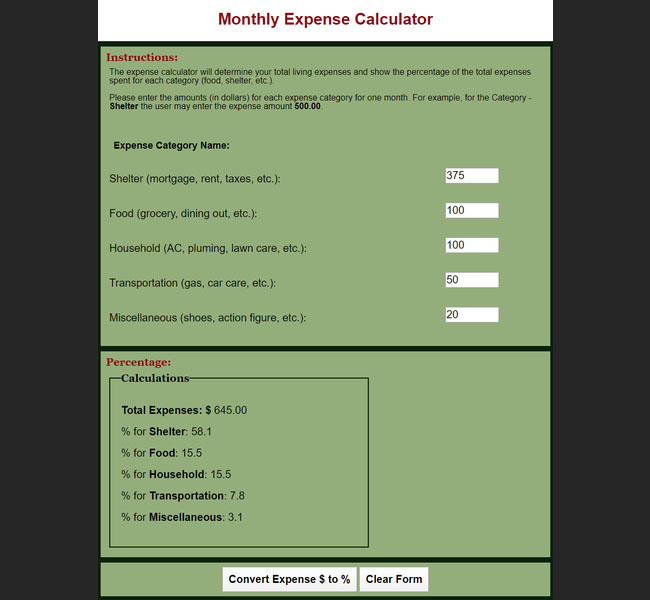 Monthly Expense Calculator
Instructions:
The expense calculator will determine your total living expenses and show the percentage of the total expenses
spent for each category (food, shelter, etc.).
Please enter the amounts (in dollars) for each expense category for one month. For example, for the Category -
Shelter the user may enter the expense amount 500.00.
Expense Category Name:
Shelter (mortgage, rent, taxes, etc.): 375
Food (grocery, dining out, etc.): 100
Household (AC, pluming, lawn care, etc.): 100
Transportation (gas, car care, etc.): 50
Miscellaneous (shoes, action figure, etc.): 20
Percentage:
Calculations
Total Expenses: $ 645.00
% for Shelter: 58.1
% for Food: 15.5
% for Household: 15.5
% for Transportation: 7.8
% for Miscellaneous: 3.1
Convert Expense $ to % Clear Form